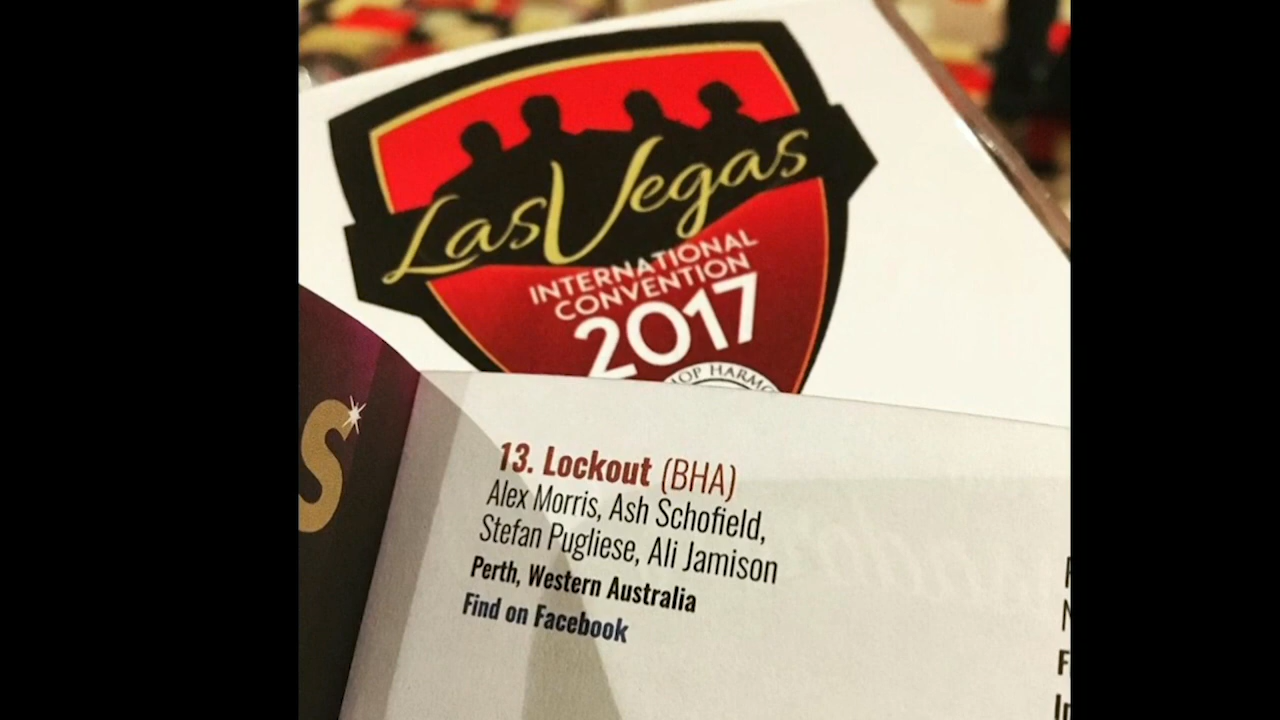 Las Vegas
INTERNATIONAL
CONVENTION
2017
S
13. Lockout (BHA)
Alex Morris, Ash Schofield,
Stefan Pugliese, Ali Jamison
Perth, Western Australia
Find on Facebook